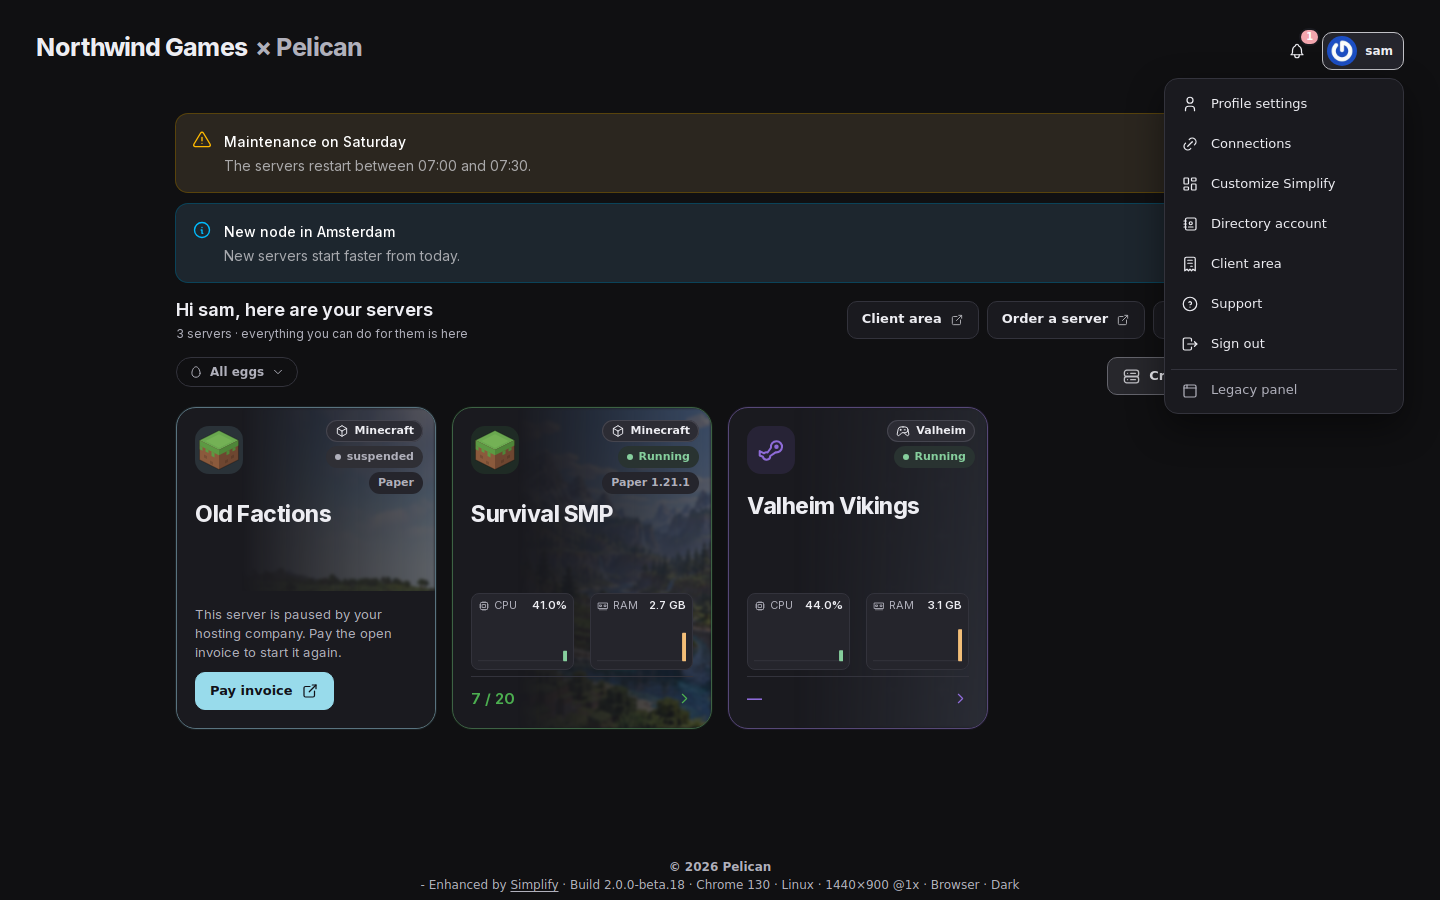 Northwind Games × Pelican
1
sam
Profile settings
Connections
Customize Simplify
Directory account
Client area
Support
Sign out
Legacy panel
Maintenance on Saturday
The servers restart between 07:00 and 07:30.
New node in Amsterdam
New servers start faster from today.
Hi sam, here are your servers
3 servers · everything you can do for them is here
Client area
Order a server
All eggs
Minecraft
suspended
Paper
Old Factions
This server is paused by your
hosting company. Pay the open
invoice to start it again.
Pay invoice
Minecraft
Running
Paper 1.21.1
Survival SMP
CPU 41.0%
RAM 2.7 GB
7 / 20
Valheim
Running
Valheim Vikings
CPU 44.0%
RAM 3.1 GB
—
© 2026 Pelican
- Enhanced by Simplify · Build 2.0.0-beta.18 · Chrome 130 · Linux · 1440×900 @1x · Browser · Dark